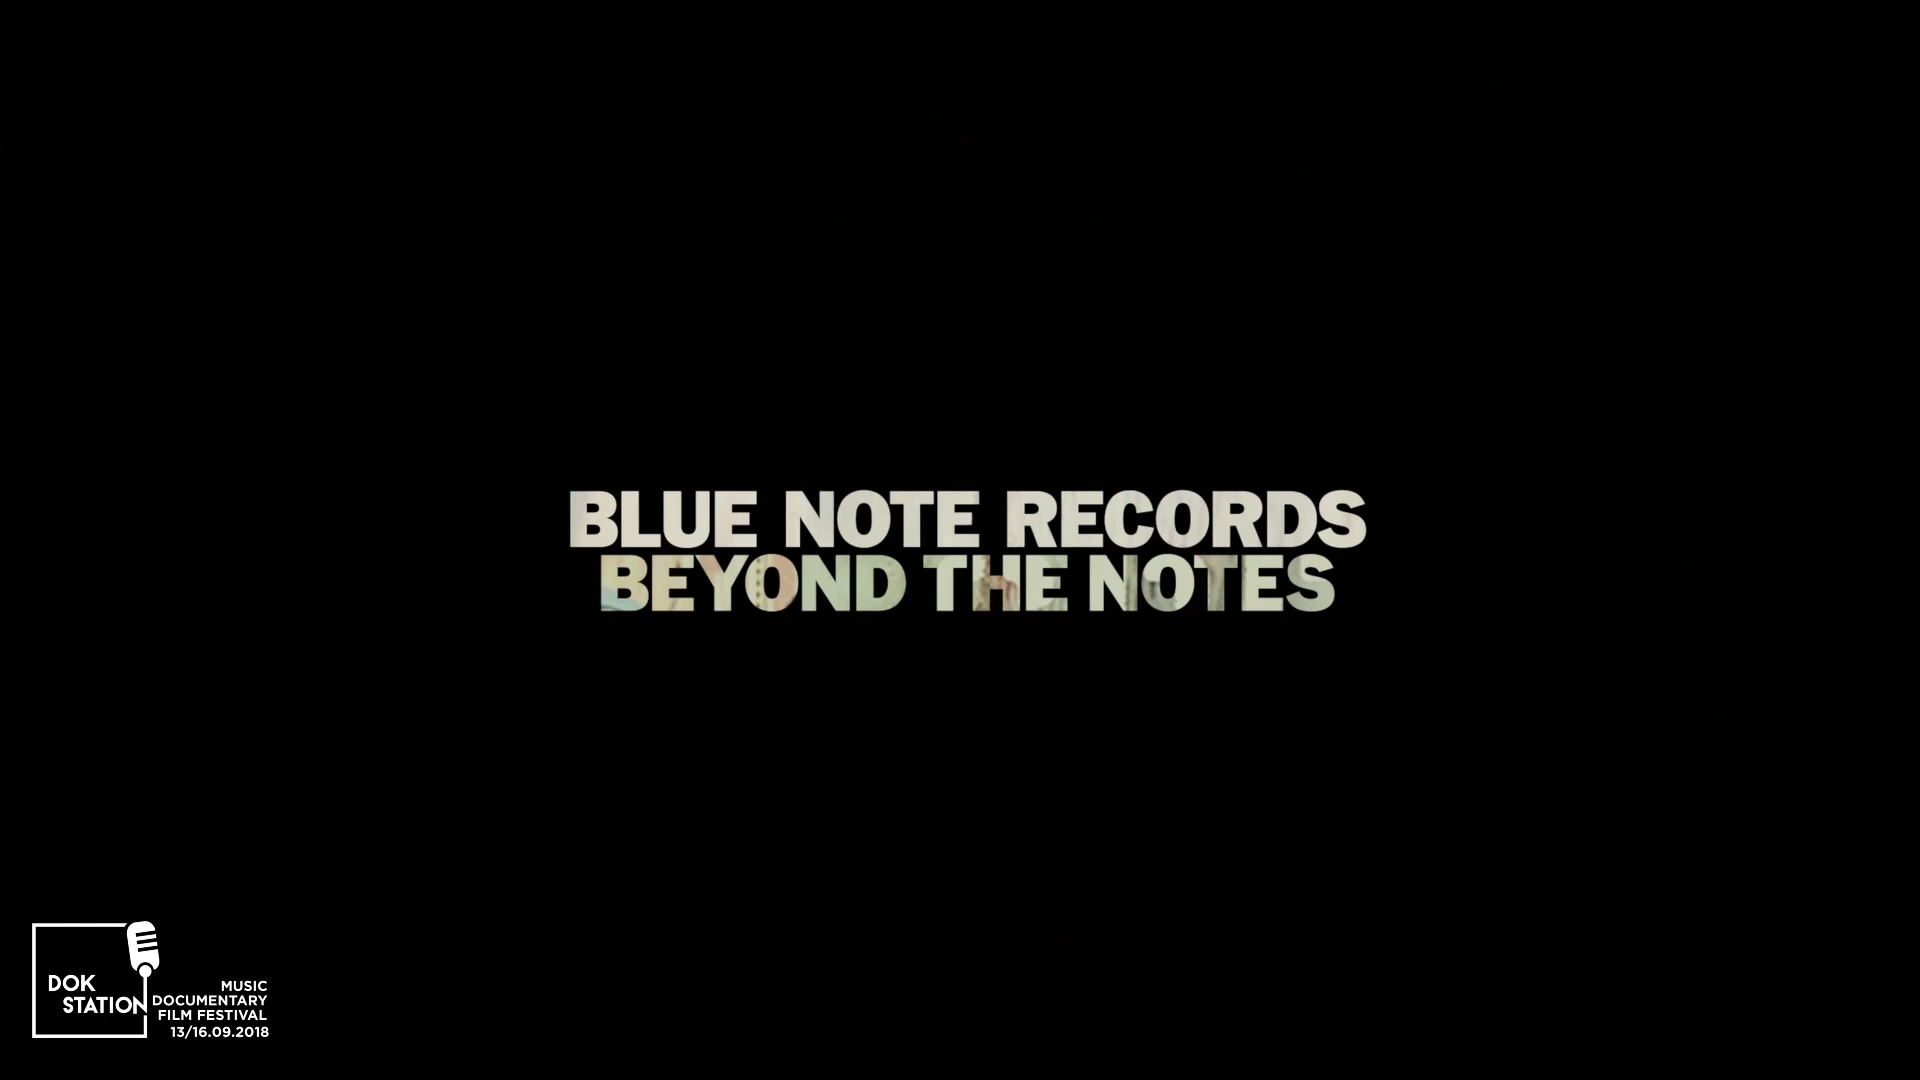 BLUE NOTE RECORDS
BEYOND THE NOTES
DOK
STATION
MUSIC
DOCUMENTARY
FILM FESTIVAL
13/16.09.2018